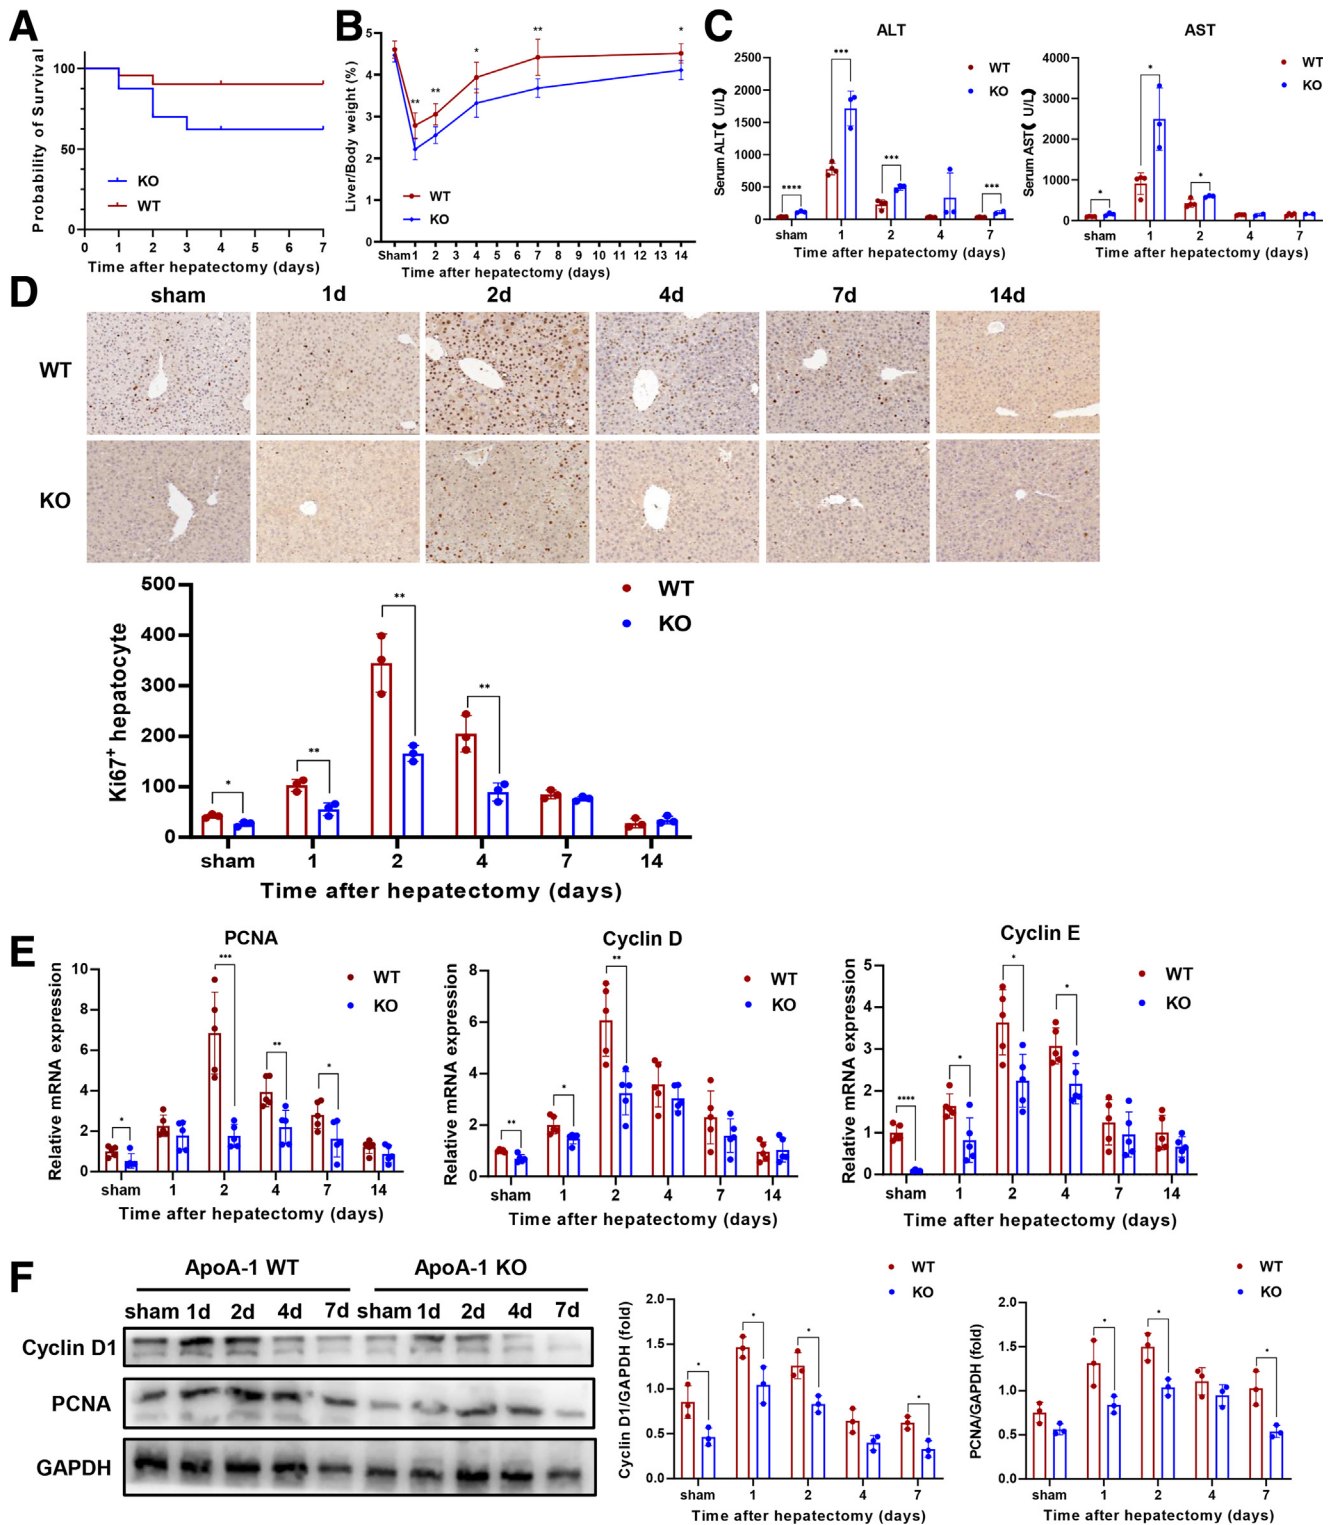 A
Probability of Survival
100
50
0
KO
WT
0 1 2 3 4 5 6 7
Time after hepatectomy (days)
B
Liver/Body weight (%)
5
4
3
2
1
0
** ** * ** *
WT
KO
Sham 1 2 3 4 5 6 7 8 9 10 11 12 13 14
Time after hepatectomy (days)
C
ALT
Serum ALT( U/L)
2500
2000
1500
1000
500
0
**** *** *** ***
WT
KO
sham 1 2 4 7
Time after hepatectomy (days)
AST
Serum AST( U/L)
4000
3000
2000
1000
0
* * *
WT
KO
sham 1 2 4 7
Time after hepatectomy (days)
D
sham 1d 2d 4d 7d 14d
WT
KO
Ki67+ hepatocyte
500
400
300
200
100
0
* ** ** **
WT
KO
sham 1 2 4 7 14
Time after hepatectomy (days)
E
PCNA
Relative mRNA expression
10
8
6
4
2
0
* *** ** *
WT
KO
sham 1 2 4 7 14
Time after hepatectomy (days)
Cyclin D
Relative mRNA expression
8
6
4
2
0
** * **
WT
KO
sham 1 2 4 7 14
Time after hepatectomy (days)
Cyclin E
Relative mRNA expression
5
4
3
2
1
0
**** * * *
WT
KO
sham 1 2 4 7 14
Time after hepatectomy (days)
F
ApoA-1 WT ApoA-1 KO
sham 1d 2d 4d 7d sham 1d 2d 4d 7d
Cyclin D1
PCNA
GAPDH
Cyclin D1/GAPDH (fold)
2.0
1.5
1.0
0.5
0.0
* * * *
WT
KO
sham 1 2 4 7
Time after hepatectomy (days)
PCNA/GAPDH (fold)
2.0
1.5
1.0
0.5
0.0
* * *
WT
KO
sham 1 2 4 7
Time after hepatectomy (days)